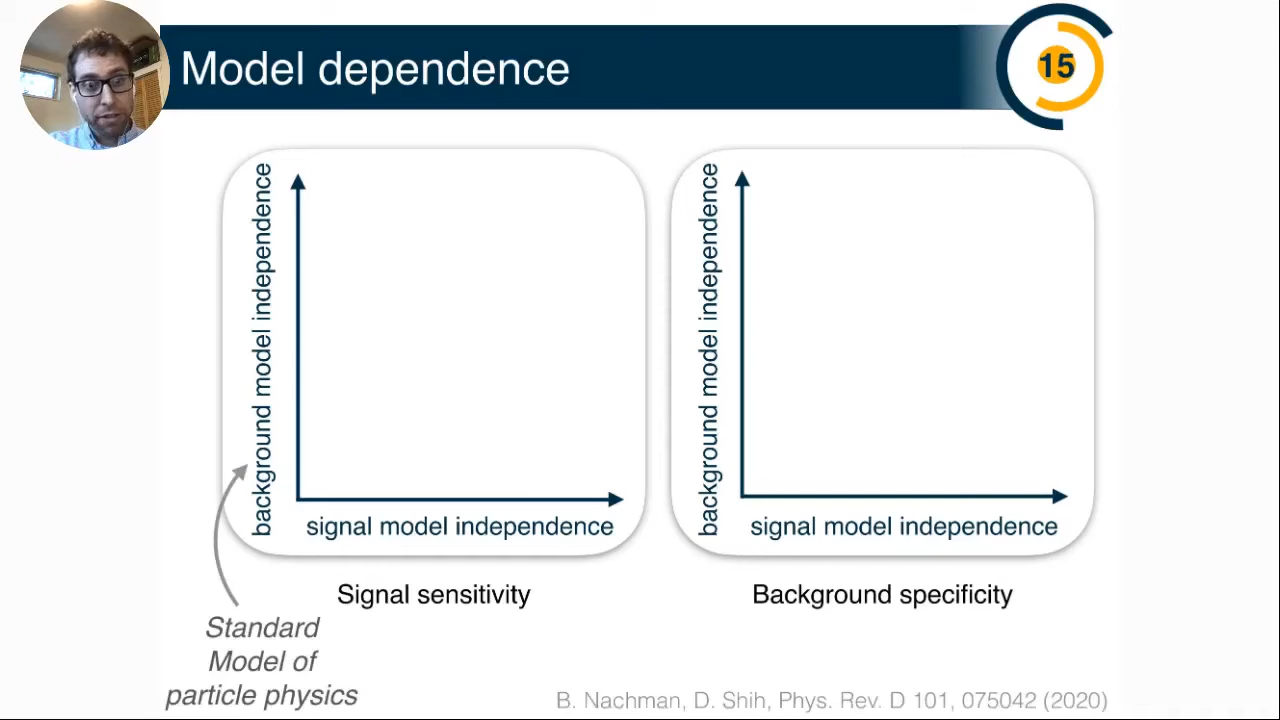 Model dependence
15
background model independence
signal model independence
Signal sensitivity
background model independence
signal model independence
Background specificity
Standard
Model of
particle physics
B. Nachman, D. Shih, Phys. Rev. D 101, 075042 (2020)